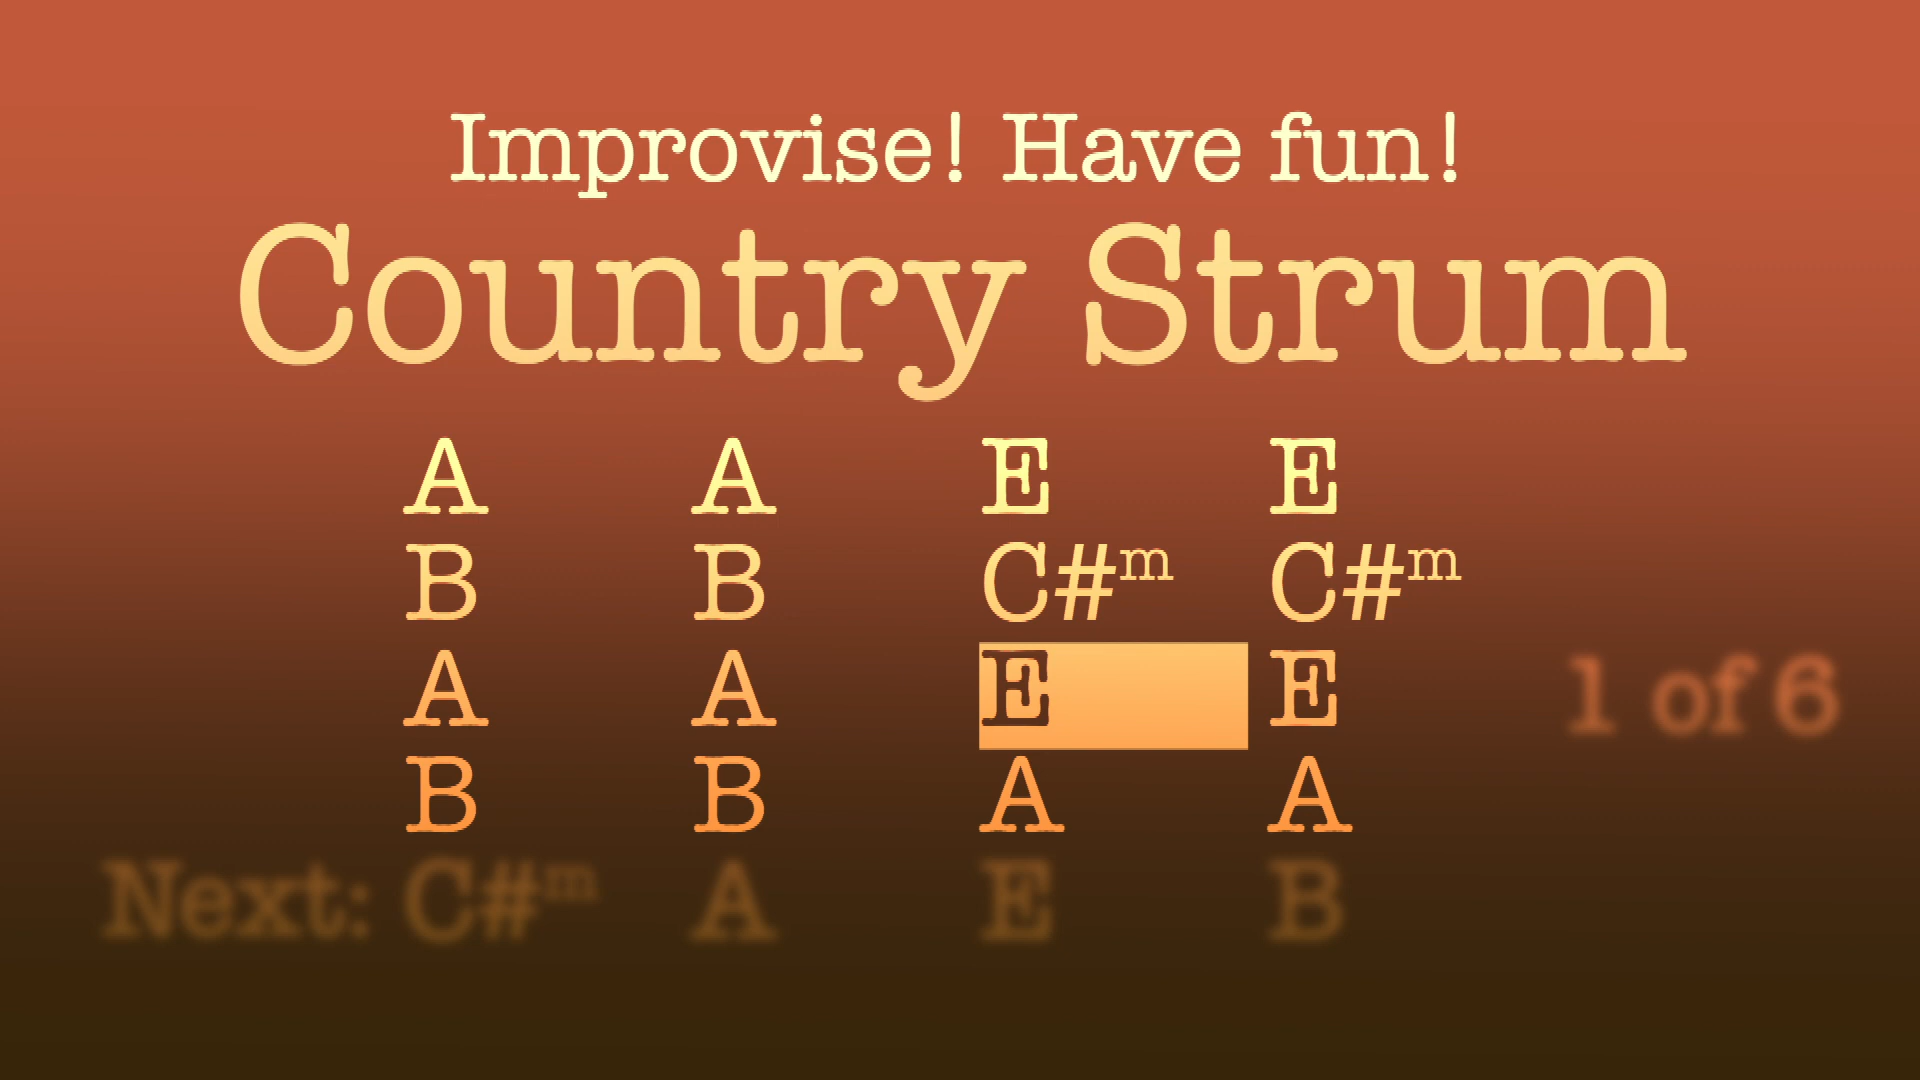 Improvise! Have fun!
Country Strum
A A E E
B B C#m C#m
A A E E 1 of 6
B B A A
Next: C#m A E B